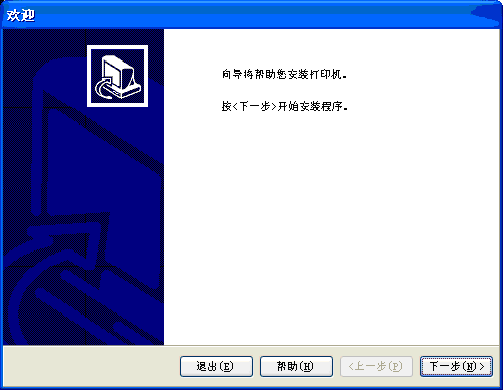 欢迎
向导将帮助您安装打印机。
按<下一步>开始安装程序。
退出(E)
帮助(H)
<上一步(P)
下一步(N)>